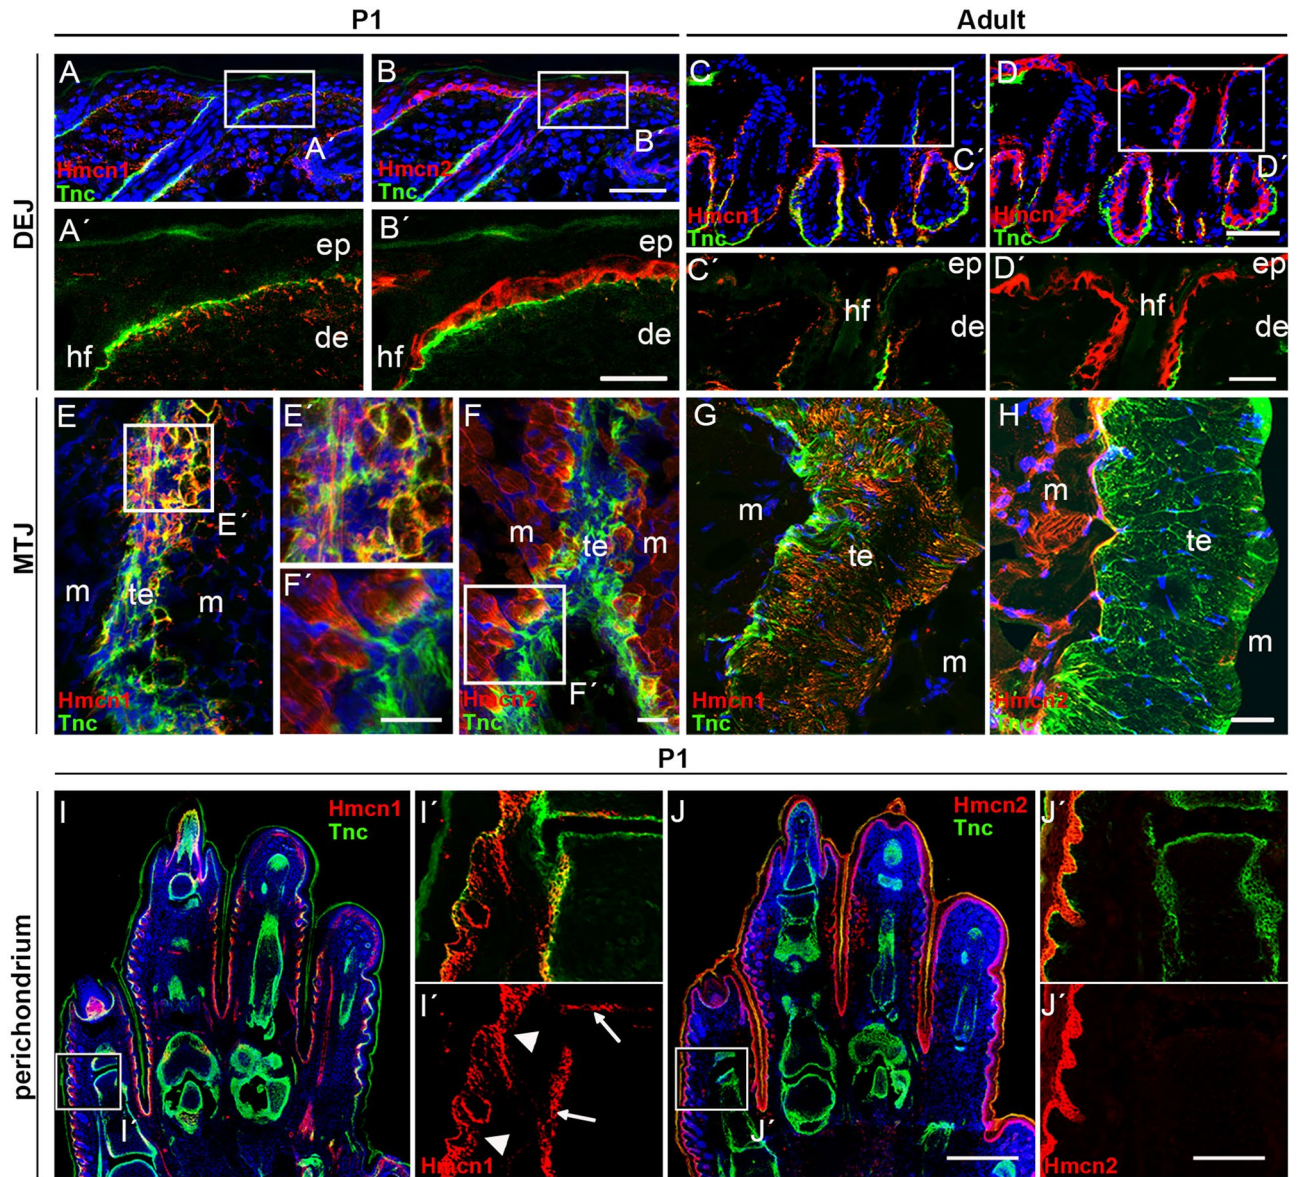 P1
Adult
DEJ
A
Hmcn1
Tnc
A´
B
Hmcn2
Tnc
B´
C
Hmcn1
Tnc
C´
D
Hmcn2
Tnc
D´
A´
ep
de
hf
B´
ep
de
hf
C´
ep
hf
de
D´
ep
hf
de
MTJ
E
E´
m
te
m
Hmcn1
Tnc
E´
F´
F
m
te
m
F´
Hmcn2
Tnc
G
m
te
m
Hmcn1
Tnc
H
m
te
m
Hmcn2
Tnc
P1
perichondrium
I
Hmcn1
Tnc
I´
I´
I´
Hmcn1
J
Hmcn2
Tnc
J´
J´
J´
Hmcn2